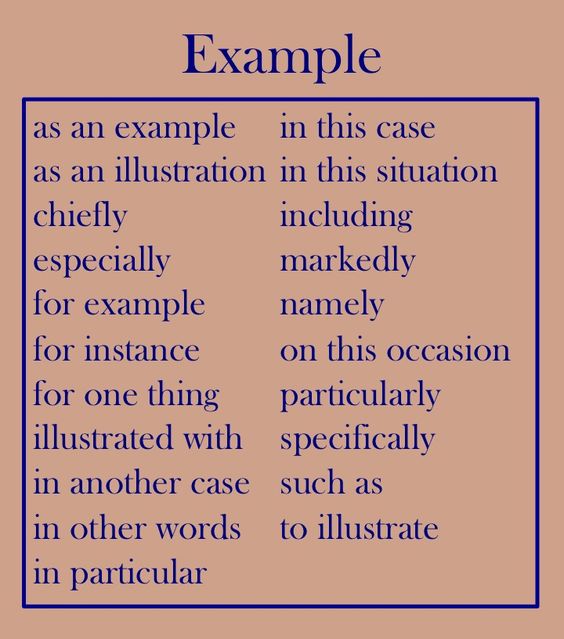 Example
as an example
as an illustration
chiefly
especially
for example
for instance
for one thing
illustrated with
in another case
in other words
in particular
in this case
in this situation
including
markedly
namely
on this occasion
particularly
specifically
such as
to illustrate